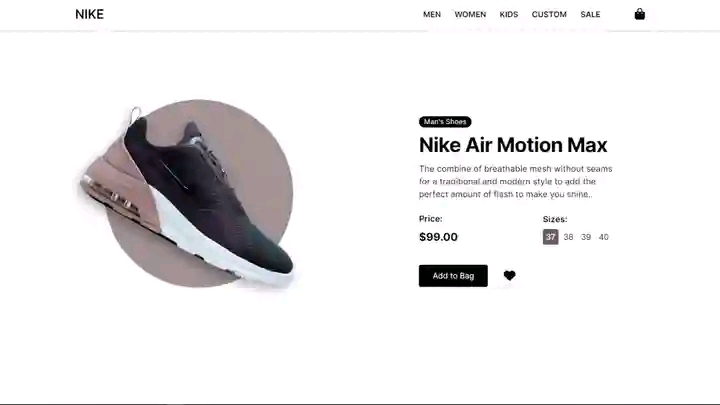 NIKE
MEN WOMEN KIDS CUSTOM SALE
Man's Shoes
Nike Air Motion Max
The combine of breathable mesh without seams
for a traditional and modern style to add the
perfect amount of flash to make you shine..
Price:
Sizes:
$99.00
37 38 39 40
Add to Bag